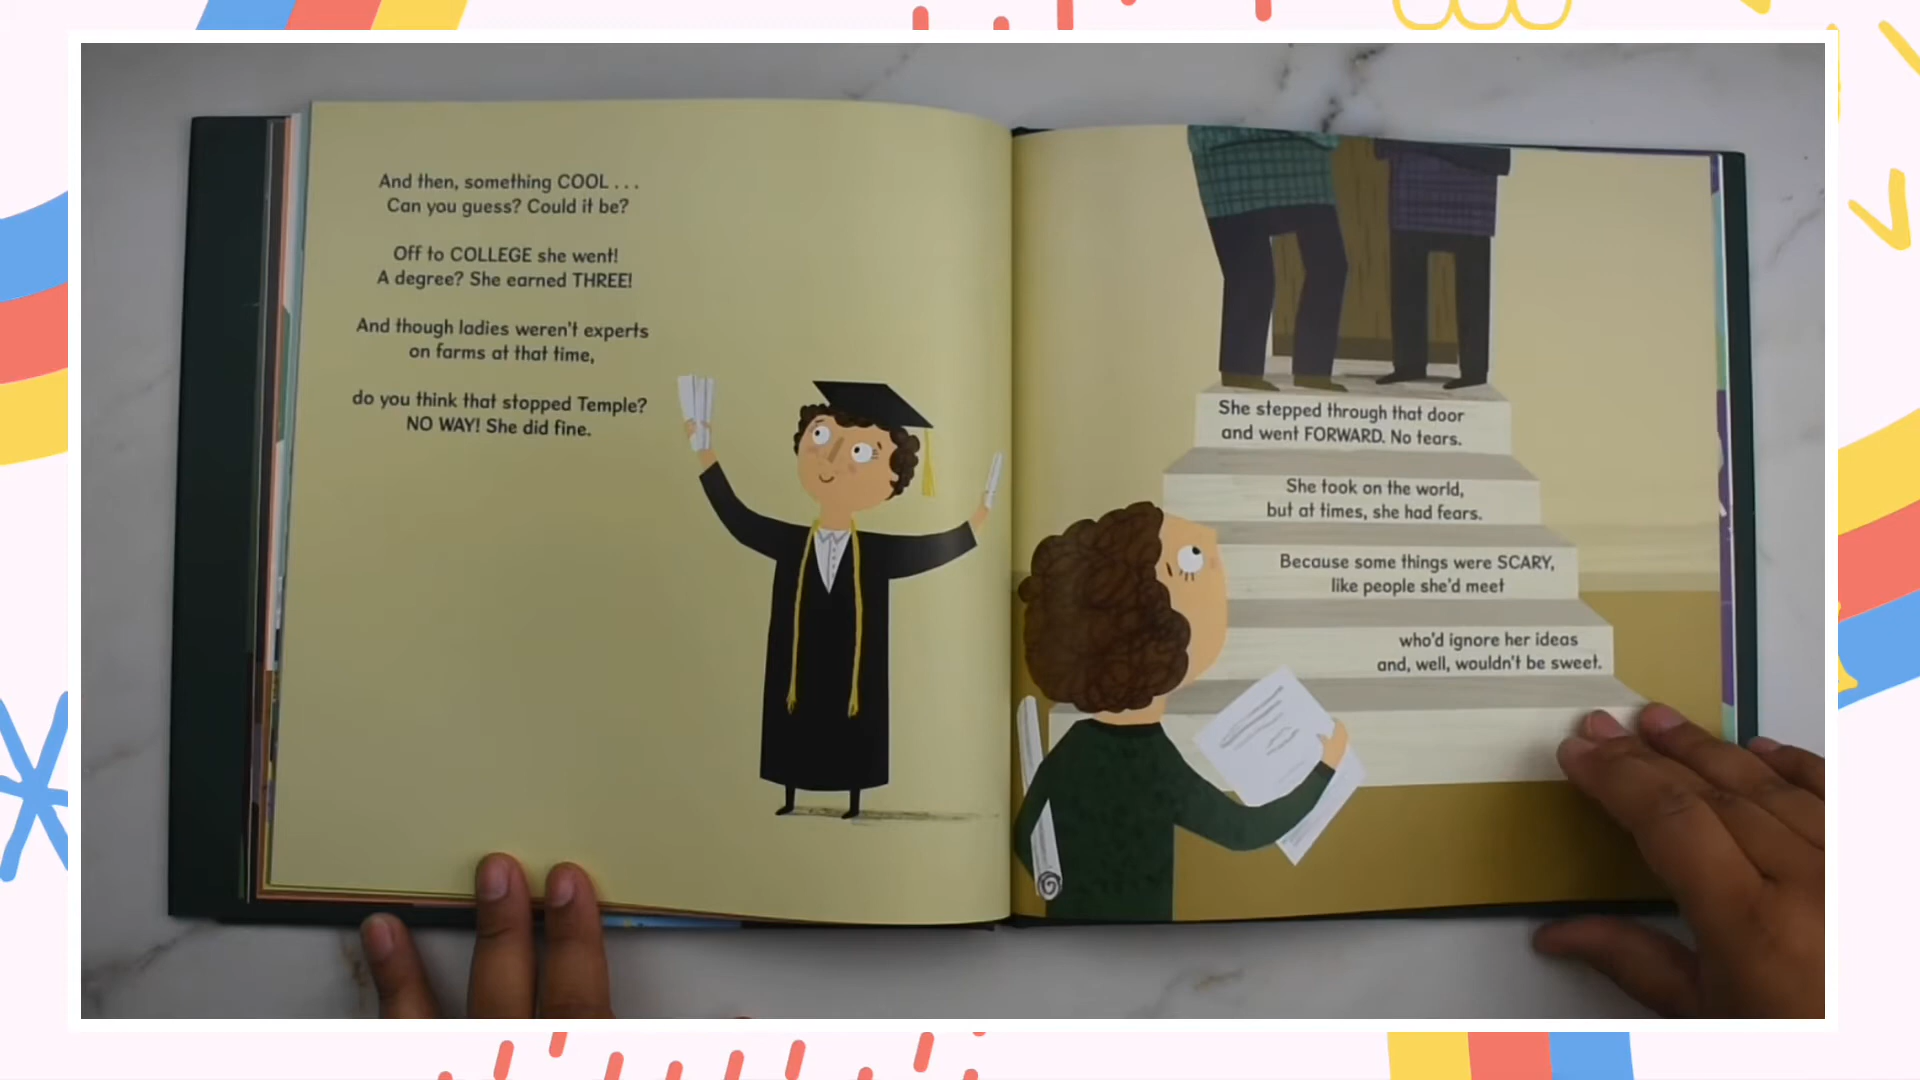 And then, something COOL . . .
Can you guess? Could it be?
Off to COLLEGE she went!
A degree? She earned THREE!
And though ladies weren't experts
on farms at that time,
do you think that stopped Temple?
NO WAY! She did fine.
She stepped through that door
and went FORWARD. No tears.
She took on the world,
but at times, she had fears.
Because some things were SCARY,
like people she'd meet
who'd ignore her ideas
and, well, wouldn't be sweet.